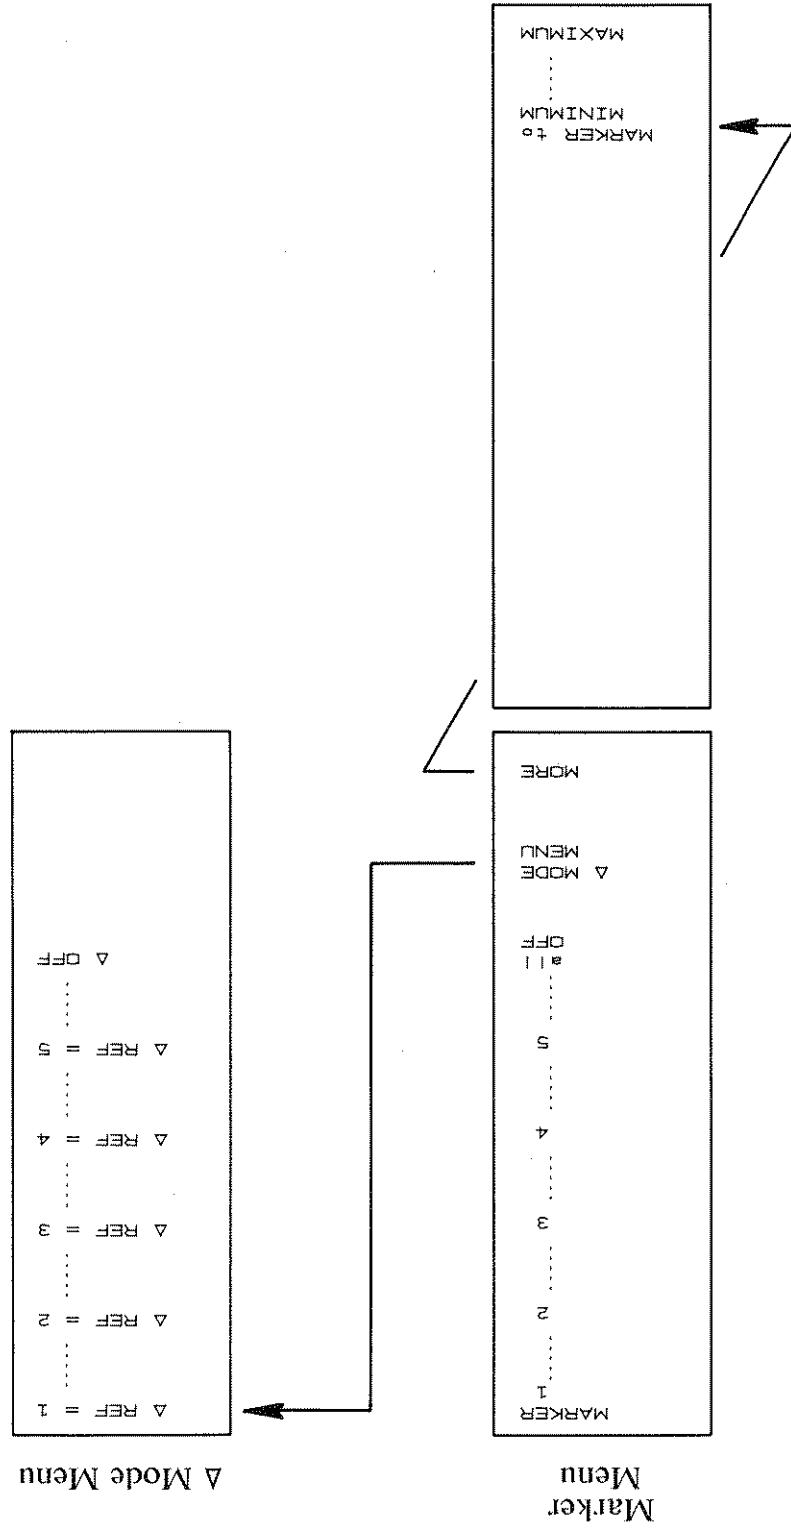 Marker
Menu
MARKER
1
2
3
4
5
all
OFF
Δ MODE
MENU
MORE
MARKER to
MINIMUM
MAXIMUM
Δ Mode Menu
Δ REF = 1
Δ REF = 2
Δ REF = 3
Δ REF = 4
Δ REF = 5
Δ OFF